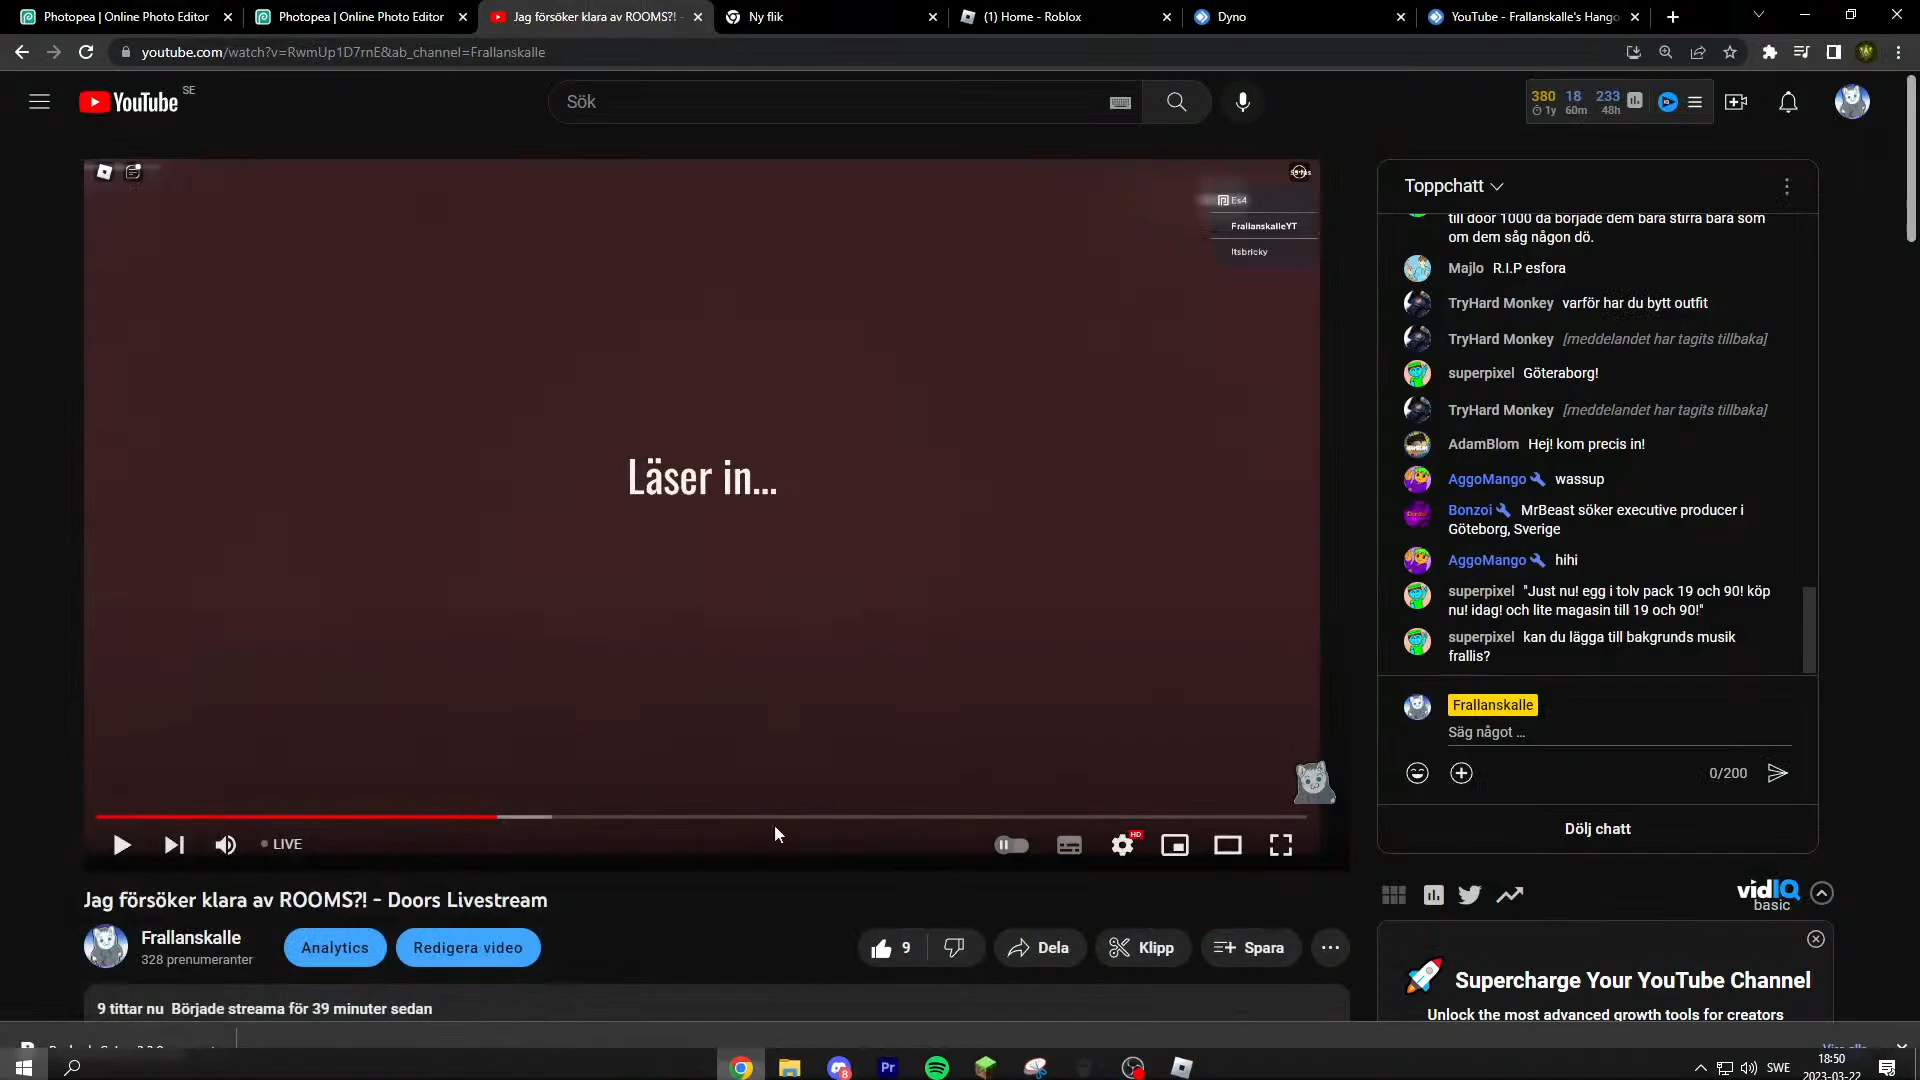 Photopea | Online Photo Editor
Photopea | Online Photo Editor
Jag försöker klara av ROOMS?! -
Ny flik
(1) Home - Roblox
Dyno
YouTube - Frallanskalle's Hango
youtube.com/watch?v=RwmUp1D7rnE&ab_channel=Frallanskalle
YouTube SE
Sök
380 18 233
1y 60m 48h
Es4
FrallanskalleYT
Itsbricky
Läser in...
LIVE
HD
Toppchatt
till door 1000 då började dem bara stirra bara som
om dem såg någon dö.
Majlo R.I.P esfora
TryHard Monkey varför har du bytt outfit
TryHard Monkey [meddelandet har tagits tillbaka]
superpixel Göteraborg!
TryHard Monkey [meddelandet har tagits tillbaka]
AdamBlom Hej! kom precis in!
AggoMango wassup
Bonzoi MrBeast söker executive producer i
Göteborg, Sverige
AggoMango hihi
superpixel "Just nu! egg i tolv pack 19 och 90! köp
nu! idag! och lite magasin till 19 och 90!"
superpixel kan du lägga till bakgrunds musik
frallis?
Frallanskalle
Säg något ...
0/200
Dölj chatt
Jag försöker klara av ROOMS?! - Doors Livestream
Frallanskalle
328 prenumeranter
Analytics
Redigera video
9
Dela
Klipp
Spara
9 tittar nu Började streama för 39 minuter sedan
vidIQ
basic
Supercharge Your YouTube Channel
Unlock the most advanced growth tools for creators
Pr
8
SWE
18:50
2023-03-22